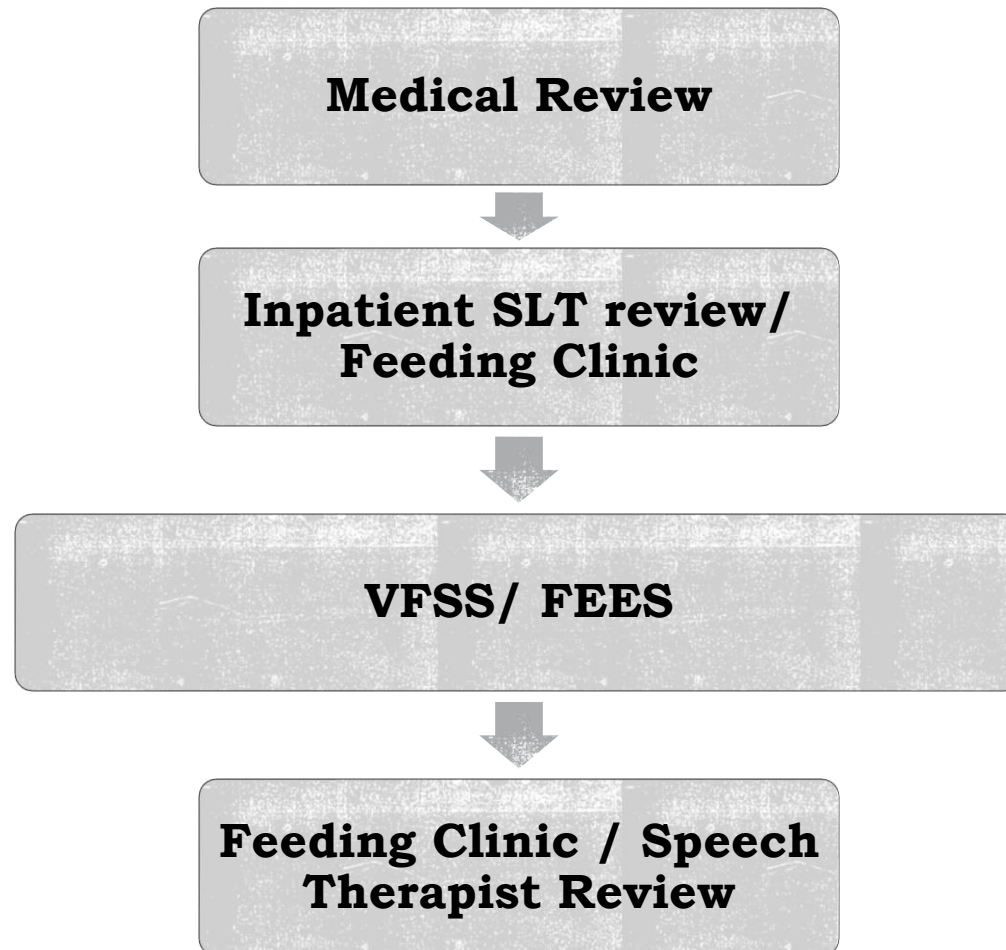 Medical Review
Inpatient SLT review/
Feeding Clinic
VFSS/ FEES
Feeding Clinic / Speech
Therapist Review